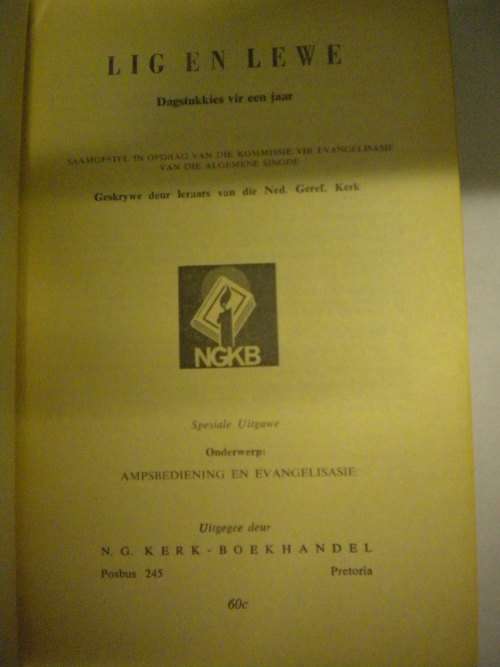 LIG EN LEWE
Dagstukkies vir een jaar
SAAMGESTEL IN OPDRAG VAN DIE KOMMISSIE VIR EVANGELISASIE
VAN DIE ALGEMENE SINODE
Geskrywe deur leraars van die Ned. Geref. Kerk
NGKB
Spesiale Uitgawe
Onderwerp:
AMPSBEDIENING EN EVANGELISASIE
Uitgegee deur
N. G. KERK-BOEKHANDEL
Posbus 245 Pretoria
60c